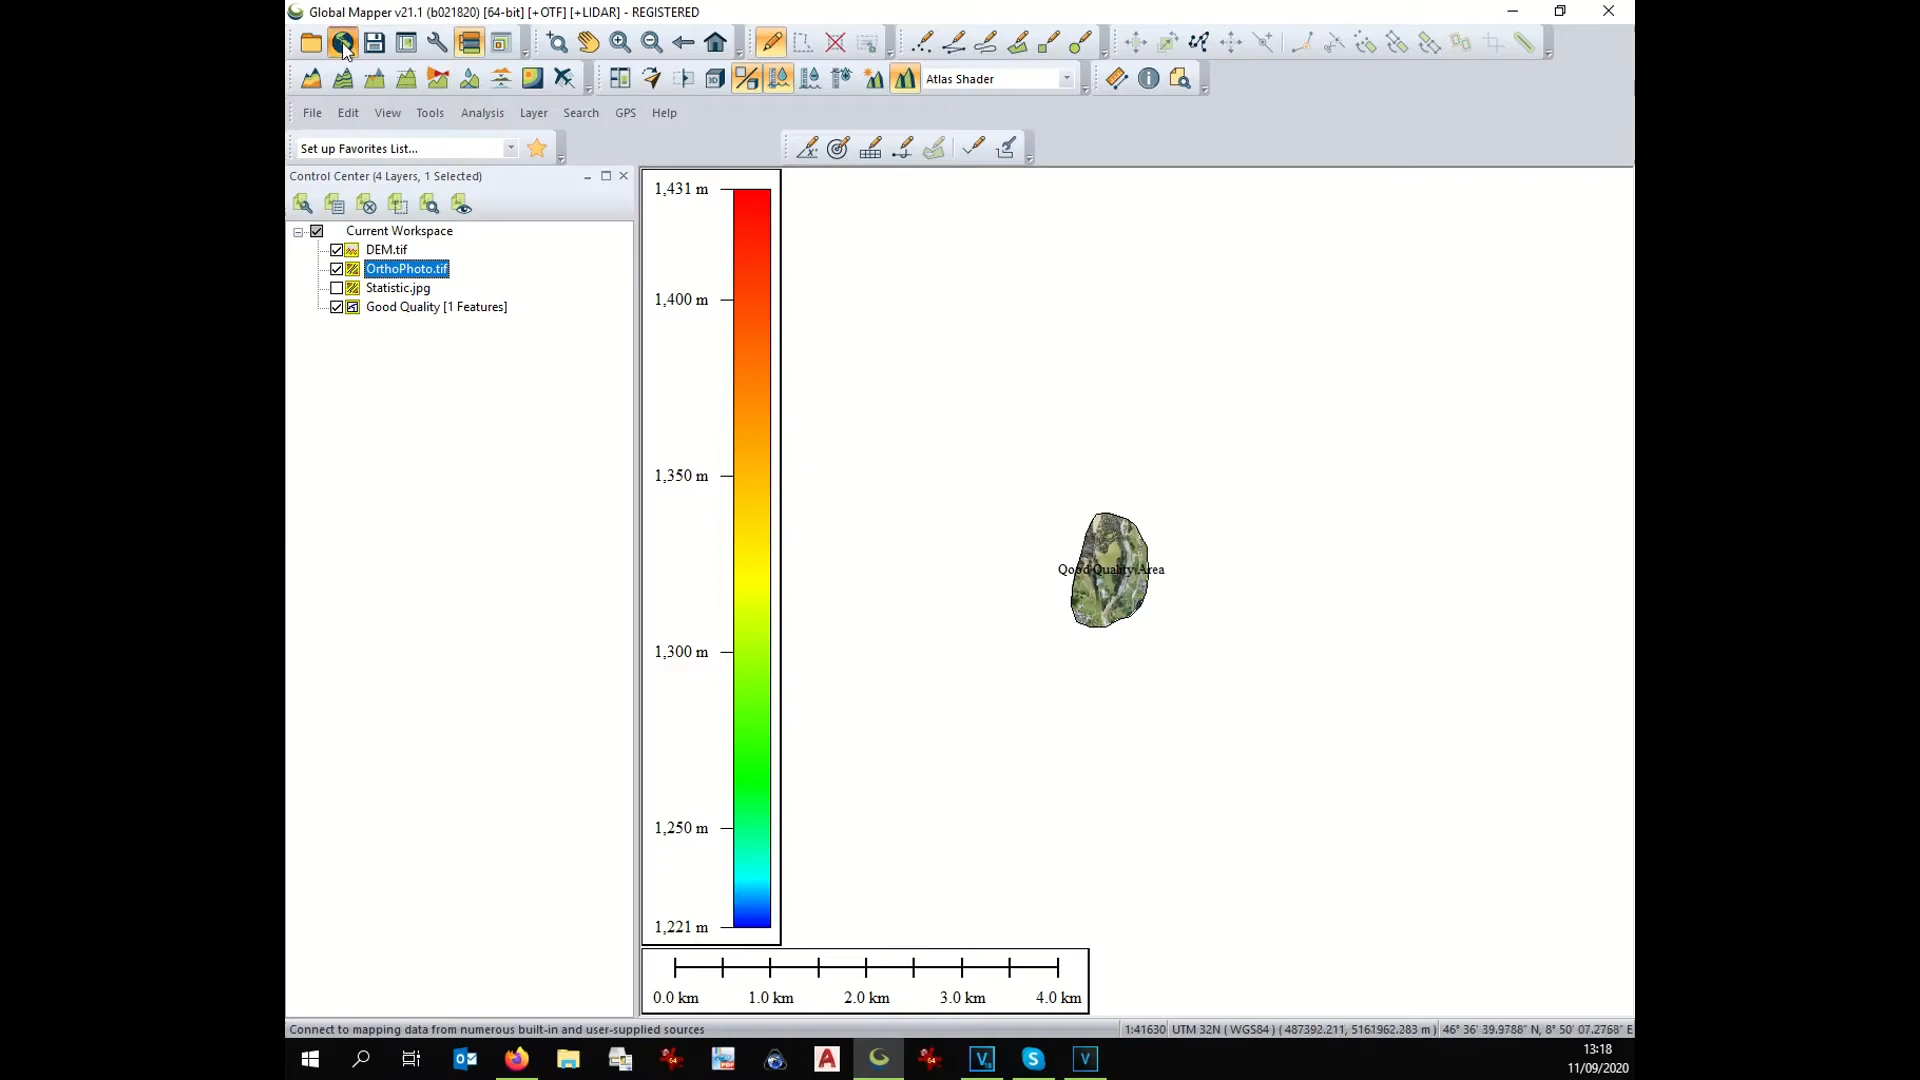 Global Mapper v21.1 (b021820) [64-bit] [+OTF] [+LIDAR] - REGISTERED
3D
Atlas Shader
File Edit View Tools Analysis Layer Search GPS Help
Set up Favorites List...
Control Center (4 Layers, 1 Selected)
Current Workspace
DEM.tif
OrthoPhoto.tif
Statistic.jpg
Good Quality [1 Features]
1,431 m
1,400 m
1,350 m
1,300 m
1,250 m
1,221 m
Qood Quality Area
0.0 km 1.0 km 2.0 km 3.0 km 4.0 km
Connect to mapping data from numerous built-in and user-supplied sources
1:41630 UTM 32N ( WGS84 ) ( 487392.211, 5161962.283 m ) 46° 36' 39.9788" N, 8° 50' 07.2768" E
13:18
11/09/2020